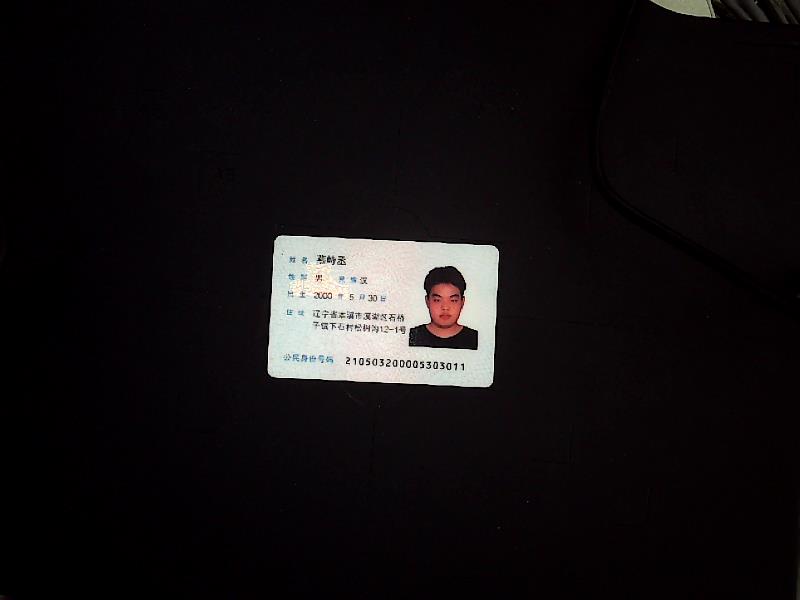 姓名 蔡峙丞
性别 男 民族 汉
出生 2000 年 5 月 30 日
住址 辽宁省本溪市溪湖区石桥
子镇下石村松树沟12-1号
公民身份号码 210503200005303011